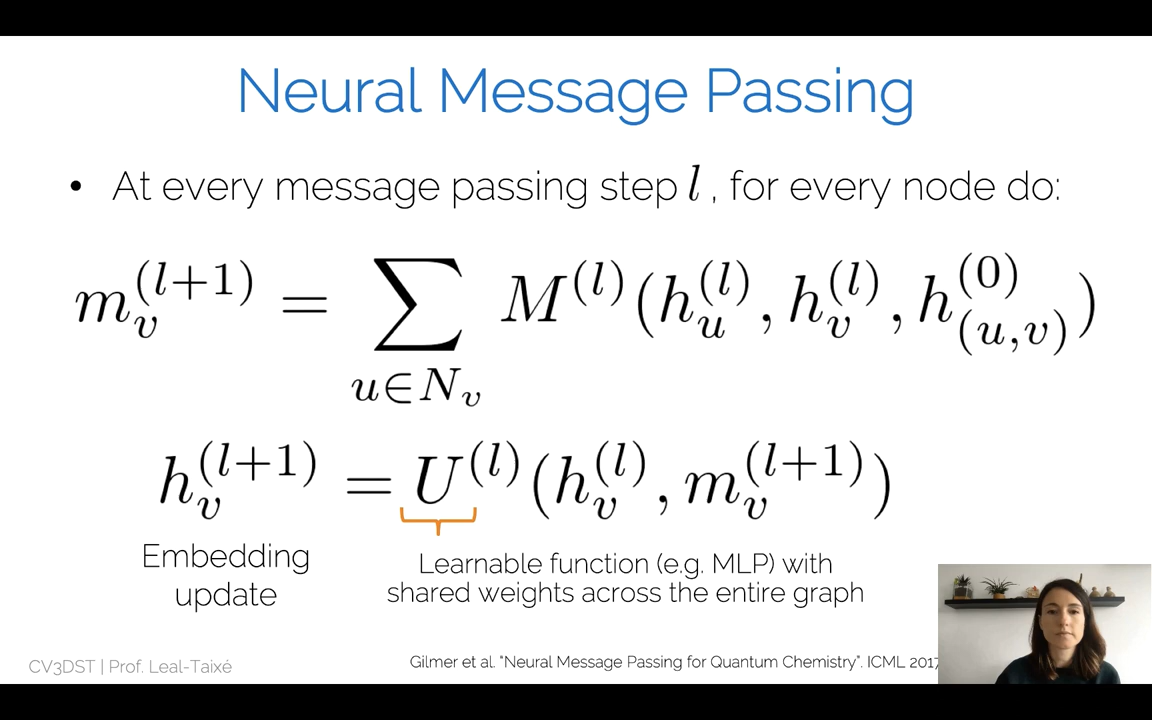 Neural Message Passing
• At every message passing step l , for every node do:
m_v^{(l+1)} = \sum_{u \in N_v} M^{(l)}(h_u^{(l)}, h_v^{(l)}, h_{(u,v)}^{(0)})
h_v^{(l+1)} = U^{(l)}(h_v^{(l)}, m_v^{(l+1)})
Embedding
update
Learnable function (e.g. MLP) with
shared weights across the entire graph
CV3DST | Prof. Leal-Taixé
Gilmer et al. "Neural Message Passing for Quantum Chemistry". ICML 2017